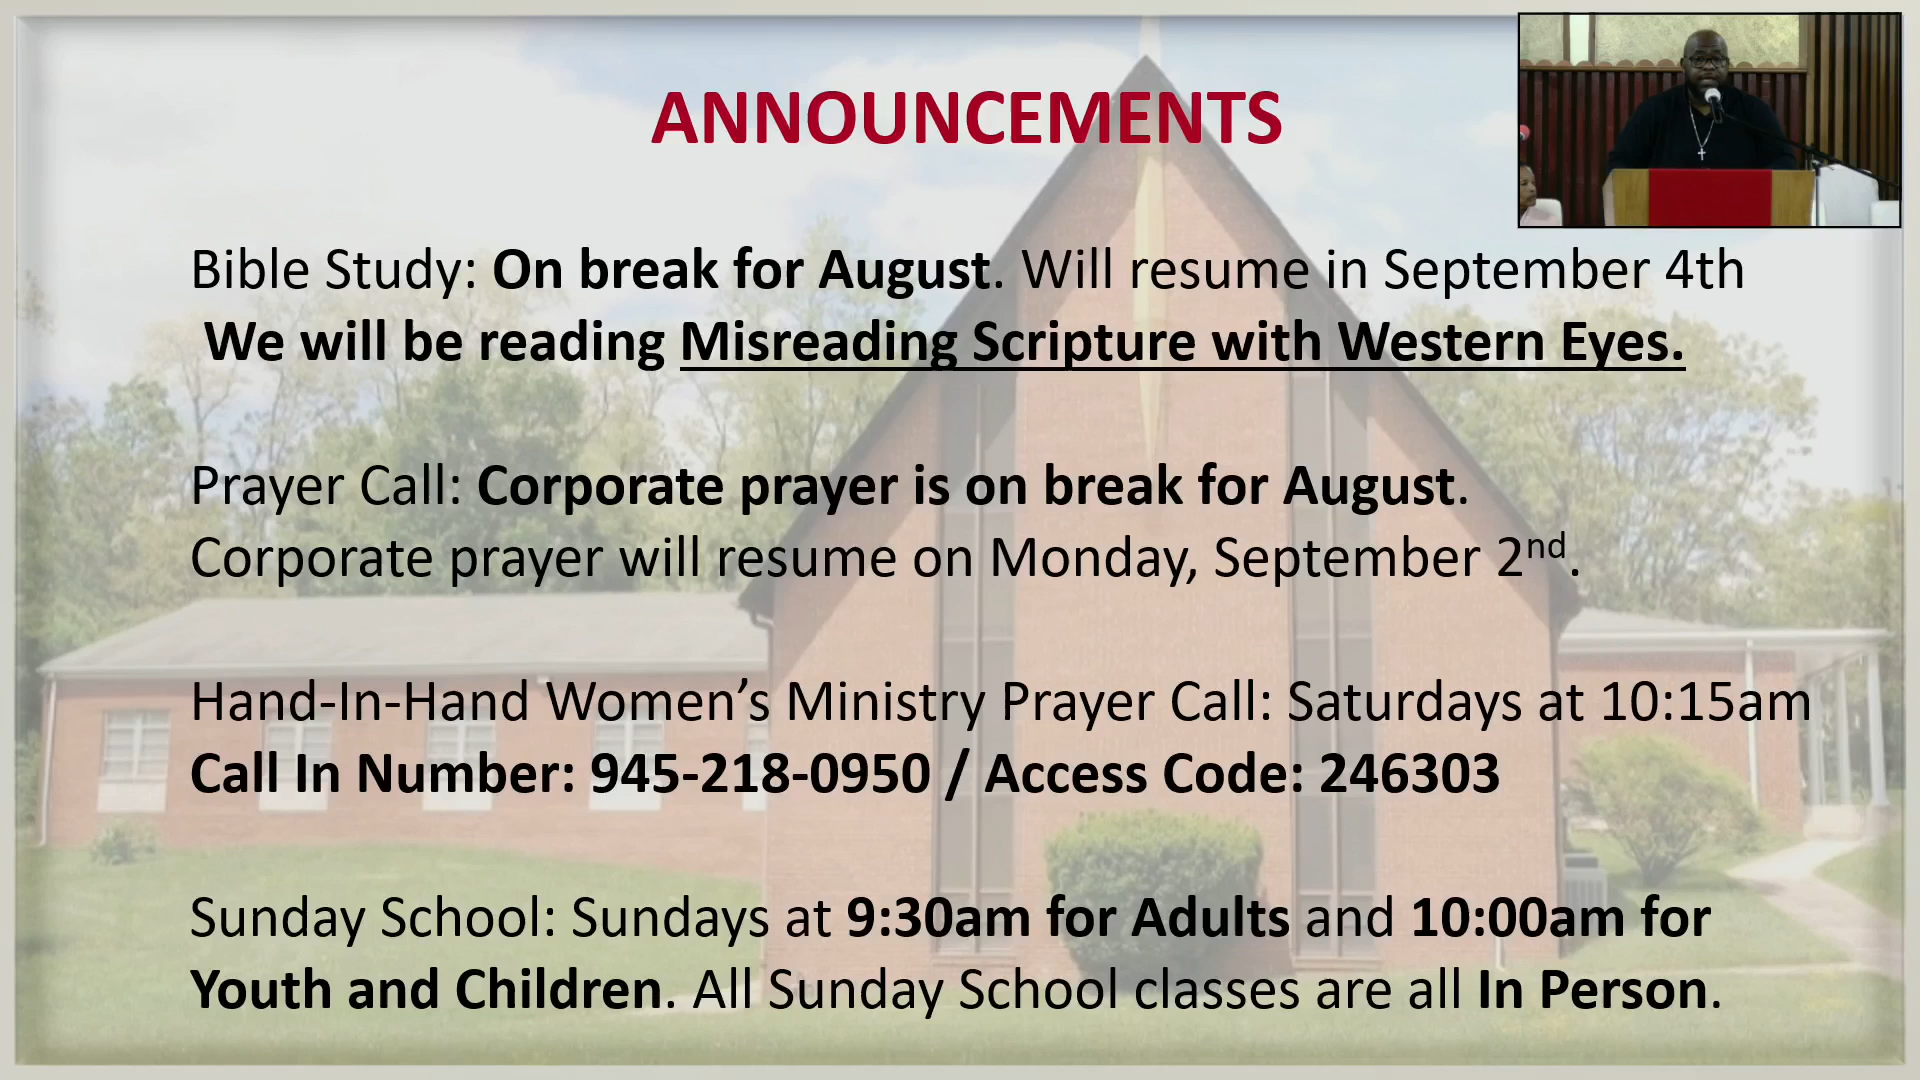 ANNOUNCEMENTS
Bible Study: On break for August. Will resume in September 4th
We will be reading Misreading Scripture with Western Eyes.
Prayer Call: Corporate prayer is on break for August.
Corporate prayer will resume on Monday, September 2nd.
Hand-In-Hand Women’s Ministry Prayer Call: Saturdays at 10:15am
Call In Number: 945-218-0950 / Access Code: 246303
Sunday School: Sundays at 9:30am for Adults and 10:00am for
Youth and Children. All Sunday School classes are all In Person.